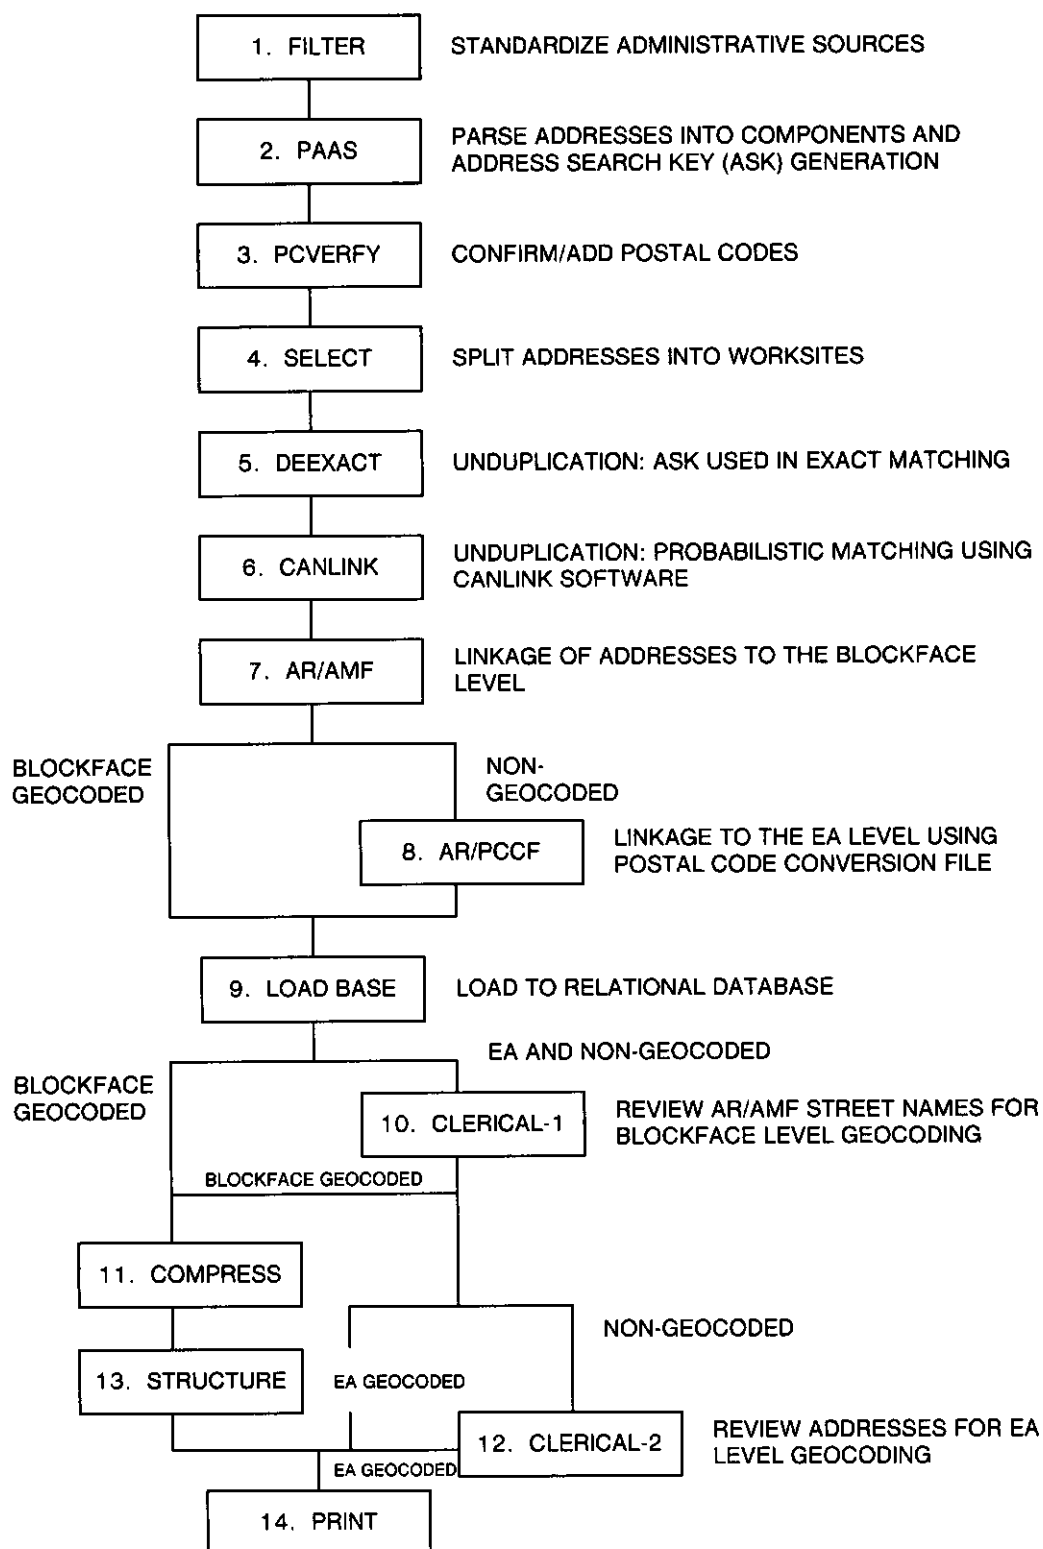 1. FILTER
STANDARDIZE ADMINISTRATIVE SOURCES
2. PAAS
PARSE ADDRESSES INTO COMPONENTS AND
ADDRESS SEARCH KEY (ASK) GENERATION
3. PCVERFY
CONFIRM/ADD POSTAL CODES
4. SELECT
SPLIT ADDRESSES INTO WORKSITES
5. DEEXACT
UNDUPLICATION: ASK USED IN EXACT MATCHING
6. CANLINK
UNDUPLICATION: PROBABILISTIC MATCHING USING
CANLINK SOFTWARE
7. AR/AMF
LINKAGE OF ADDRESSES TO THE BLOCKFACE
LEVEL
BLOCKFACE
GEOCODED
NON-
GEOCODED
8. AR/PCCF
LINKAGE TO THE EA LEVEL USING
POSTAL CODE CONVERSION FILE
9. LOAD BASE
LOAD TO RELATIONAL DATABASE
EA AND NON-GEOCODED
BLOCKFACE
GEOCODED
10. CLERICAL-1
REVIEW AR/AMF STREET NAMES FOR
BLOCKFACE LEVEL GEOCODING
BLOCKFACE GEOCODED
11. COMPRESS
NON-GEOCODED
13. STRUCTURE
EA GEOCODED
12. CLERICAL-2
REVIEW ADDRESSES FOR EA
LEVEL GEOCODING
EA GEOCODED
14. PRINT